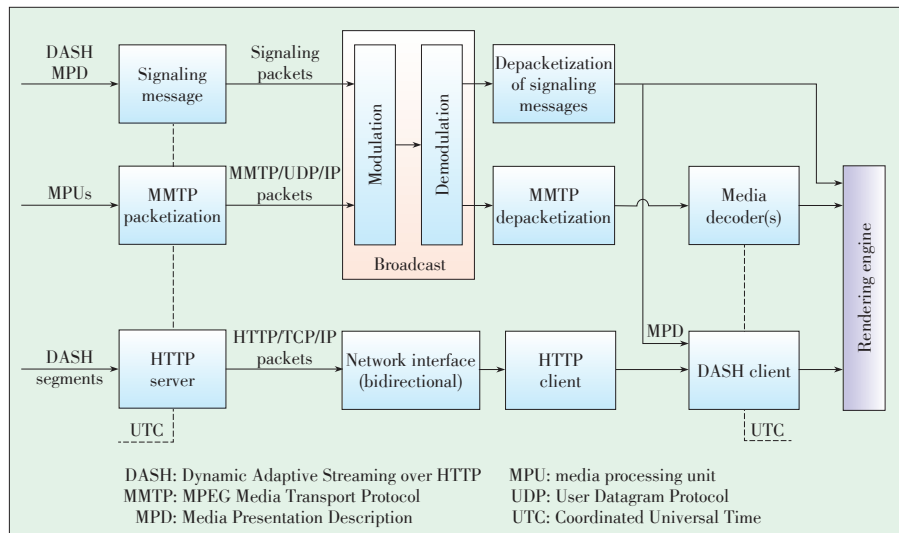 DASH
MPD
Signaling
message
Signaling
packets
Modulation
Demodulation
Broadcast
Depacketization
of signaling
messages
MPUs
MMTP
packetization
MMTP/UDP/IP
packets
MMTP
depacketization
Media
decoder(s)
Rendering engine
DASH
segments
HTTP
server
HTTP/TCP/IP
packets
Network interface
(bidirectional)
HTTP
client
MPD
DASH client
UTC
UTC
DASH: Dynamic Adaptive Streaming over HTTP
MMTP: MPEG Media Transport Protocol
MPD: Media Presentation Description
MPU: media processing unit
UDP: User Datagram Protocol
UTC: Coordinated Universal Time